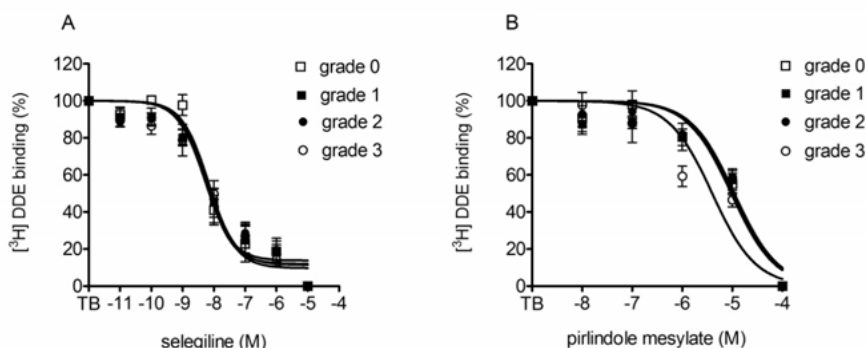 A
[³H] DDE binding (%)
120
100
80
60
40
20
0
TB -11 -10 -9 -8 -7 -6 -5 -4
selegiline (M)
grade 0
grade 1
grade 2
grade 3
B
[³H] DDE binding (%)
120
100
80
60
40
20
0
TB -8 -7 -6 -5 -4
pirlindole mesylate (M)
grade 0
grade 1
grade 2
grade 3